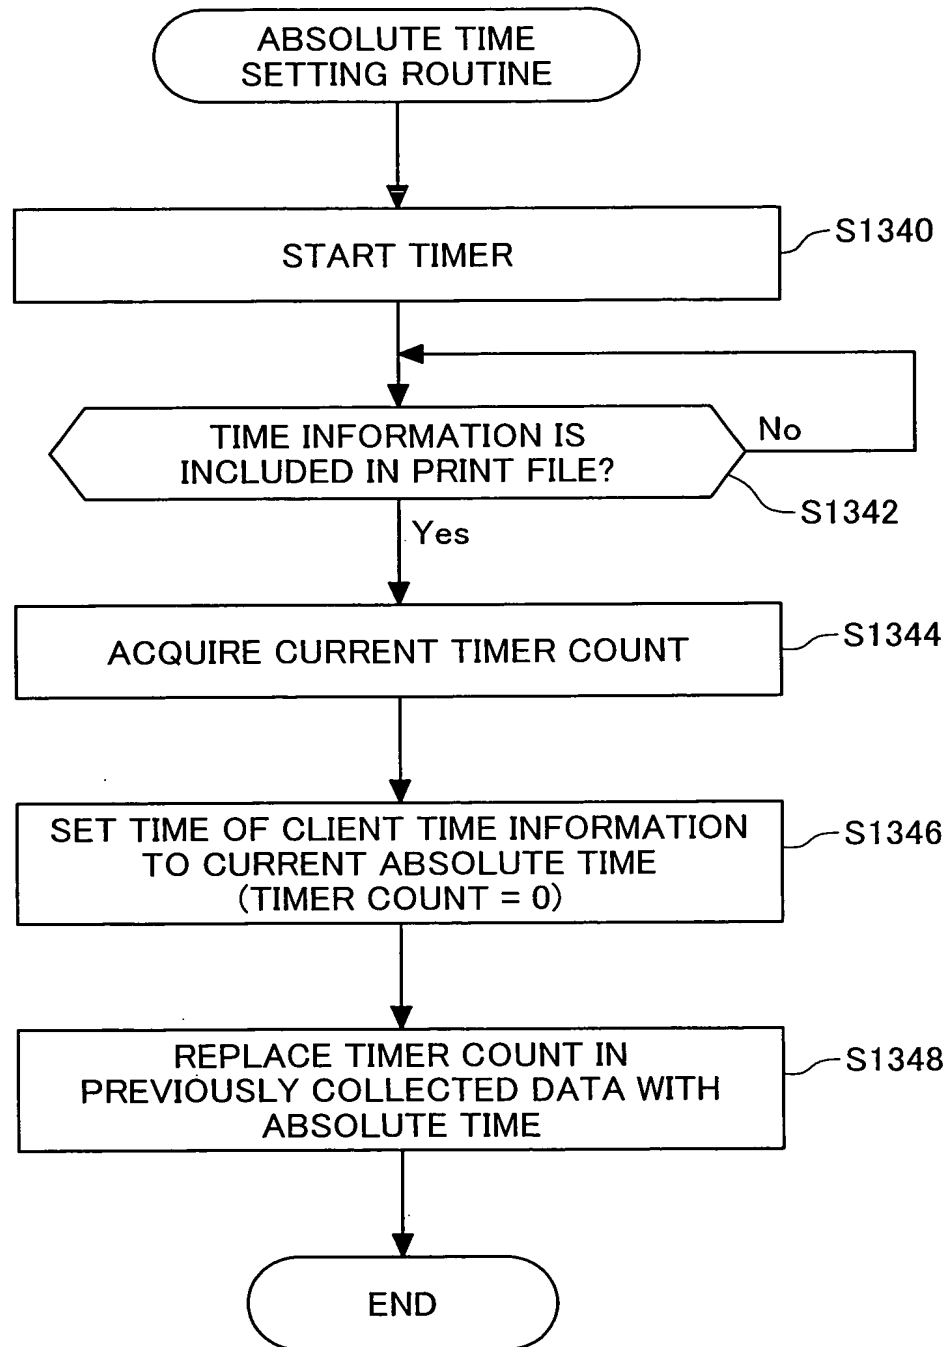 ABSOLUTE TIME
SETTING ROUTINE
START TIMER
S1340
TIME INFORMATION IS
INCLUDED IN PRINT FILE?
No
S1342
Yes
ACQUIRE CURRENT TIMER COUNT
S1344
SET TIME OF CLIENT TIME INFORMATION
TO CURRENT ABSOLUTE TIME
(TIMER COUNT = 0)
S1346
REPLACE TIMER COUNT IN
PREVIOUSLY COLLECTED DATA WITH
ABSOLUTE TIME
S1348
END